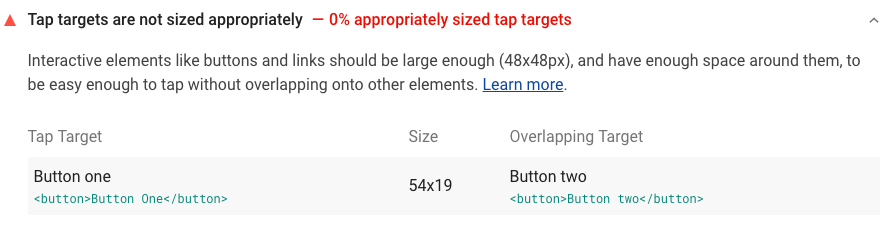 Tap targets are not sized appropriately — 0% appropriately sized tap targets
Interactive elements like buttons and links should be large enough (48x48px), and have enough space around them, to
be easy enough to tap without overlapping onto other elements. Learn more.
Tap Target Size Overlapping Target
Button one 54x19 Button two
<button>Button One</button> <button>Button two</button>